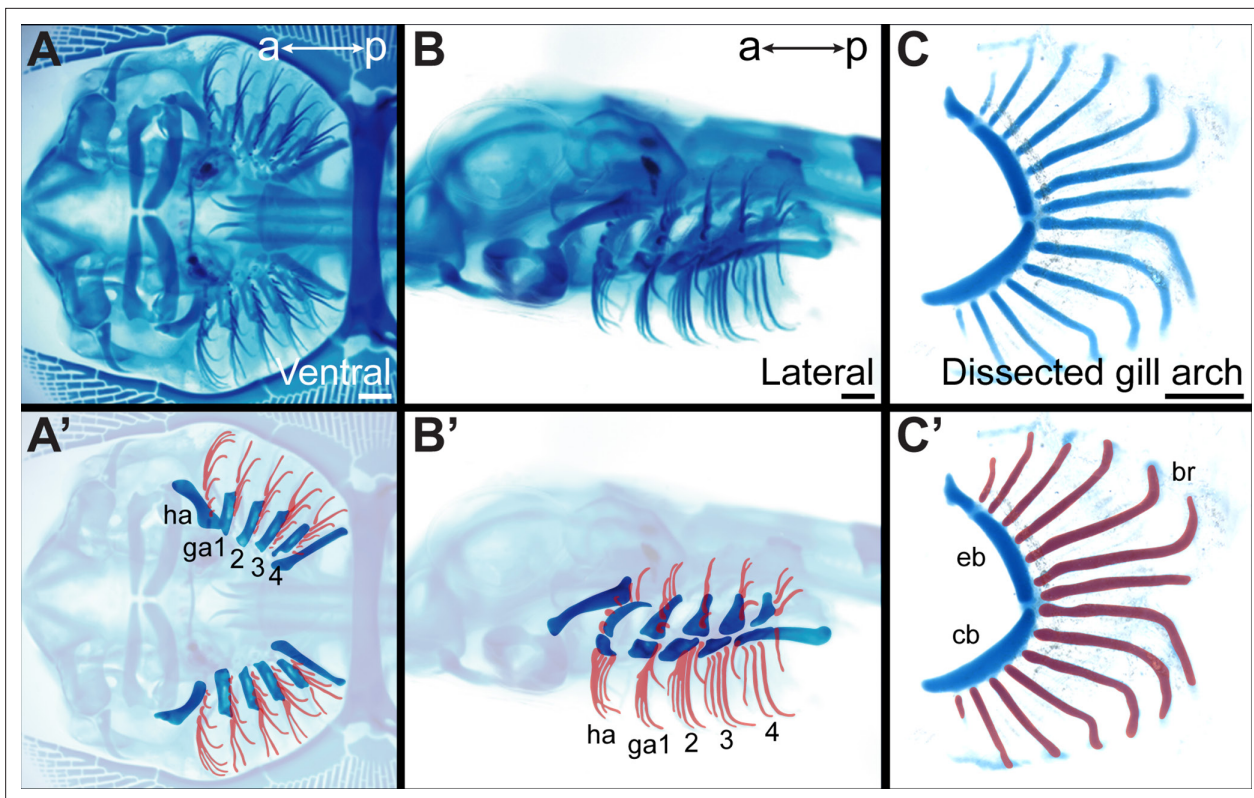 A
a p
Ventral
B
a p
Lateral
C
Dissected gill arch
A’
ha
ga1
2
3
4
B’
ha
ga1
2
3
4
C’
br
eb
cb